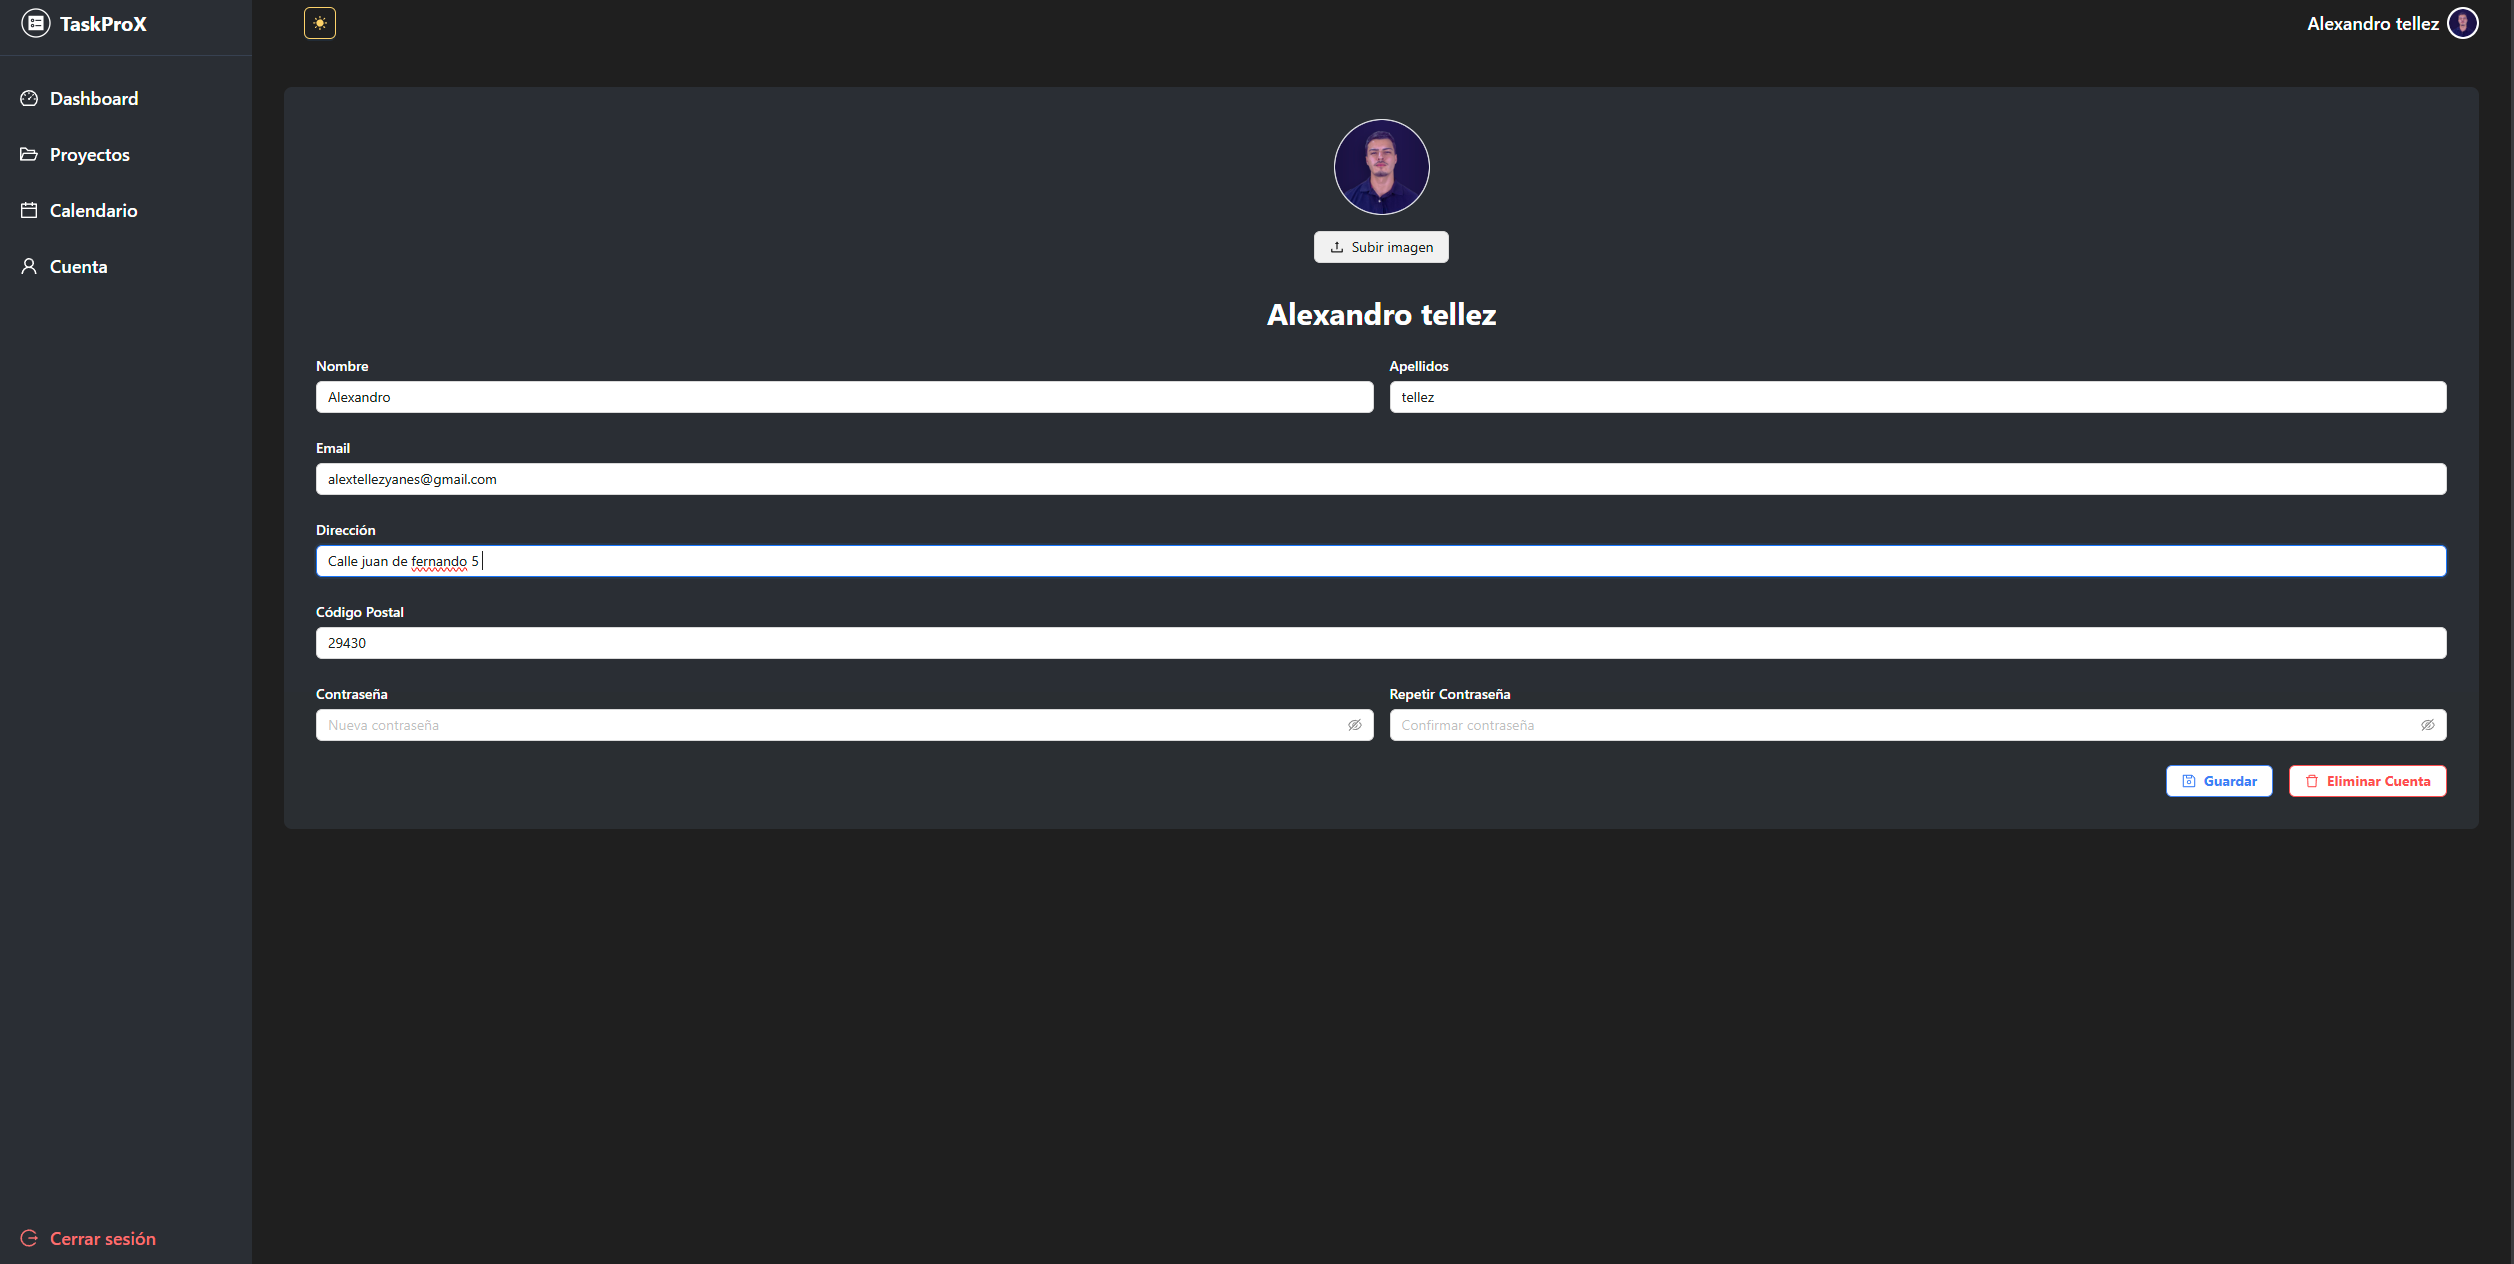 TaskProX
Alexandro tellez
Dashboard
Proyectos
Calendario
Cuenta
Subir imagen
Alexandro tellez
Nombre
Apellidos
Alexandro
tellez
Email
alextellezyanes@gmail.com
Dirección
Calle juan de fernando 5
Código Postal
29430
Contraseña
Repetir Contraseña
Nueva contraseña
Confirmar contraseña
Guardar
Eliminar Cuenta
Cerrar sesión